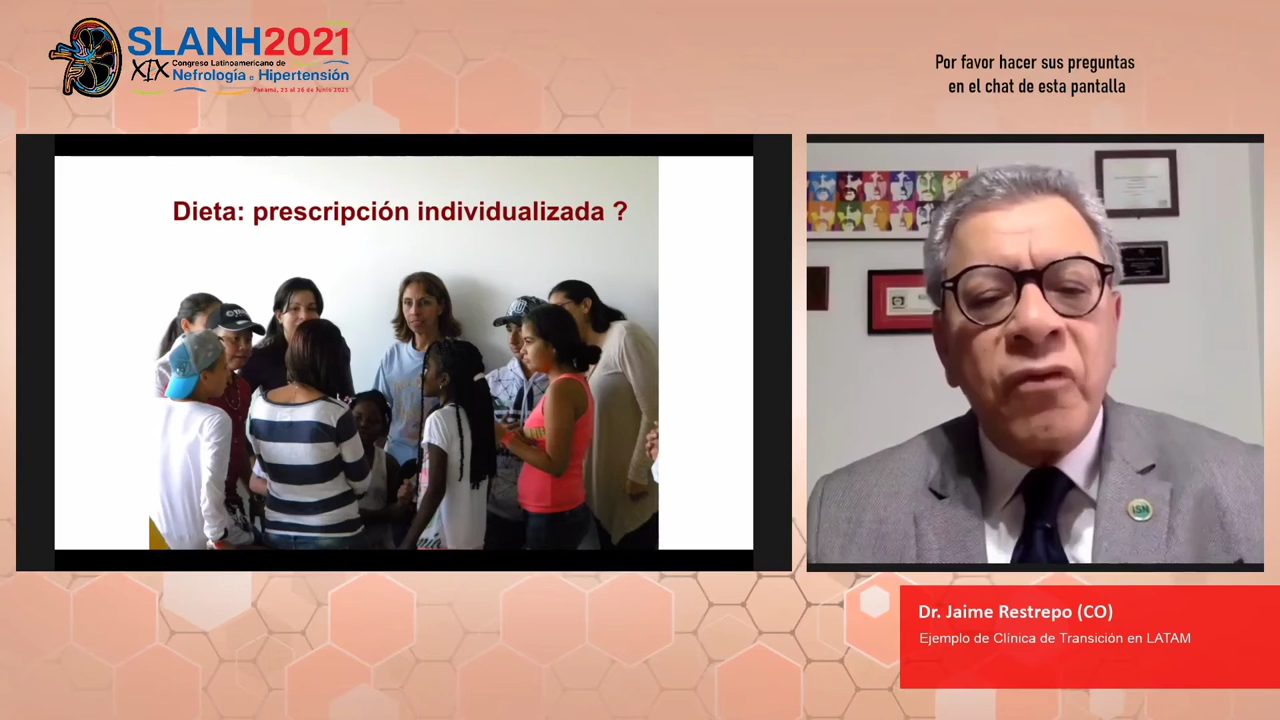 SLANH2021
XIX Congreso Latinoamericano de
Nefrología e Hipertensión
Panamá, 23 al 26 de Junio 2021
Por favor hacer sus preguntas
en el chat de esta pantalla
Dieta: prescripción individualizada ?
ISN
Dr. Jaime Restrepo (CO)
Ejemplo de Clínica de Transición en LATAM